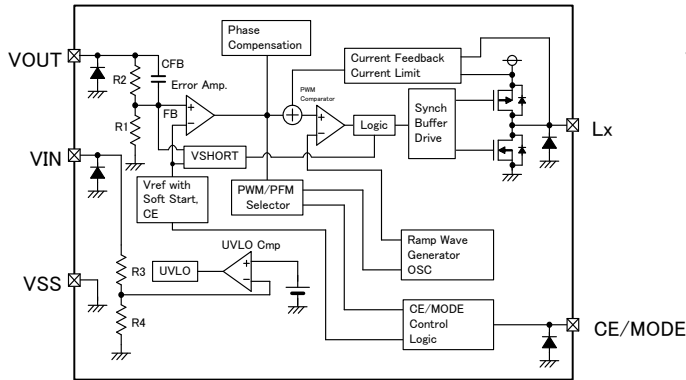 Phase
Compensation
VOUT
CFB
R2
Error Amp.
Current Feedback
Current Limit
PWM
Comparator
FB
R1
Logic
Synch
Buffer
Drive
Lx
VIN
VSHORT
Vref with
Soft Start,
CE
PWM/PFM
Selector
UVLO Cmp
Ramp Wave
Generator
OSC
R3
UVLO
VSS
R4
CE/MODE
Control
Logic
CE/MODE